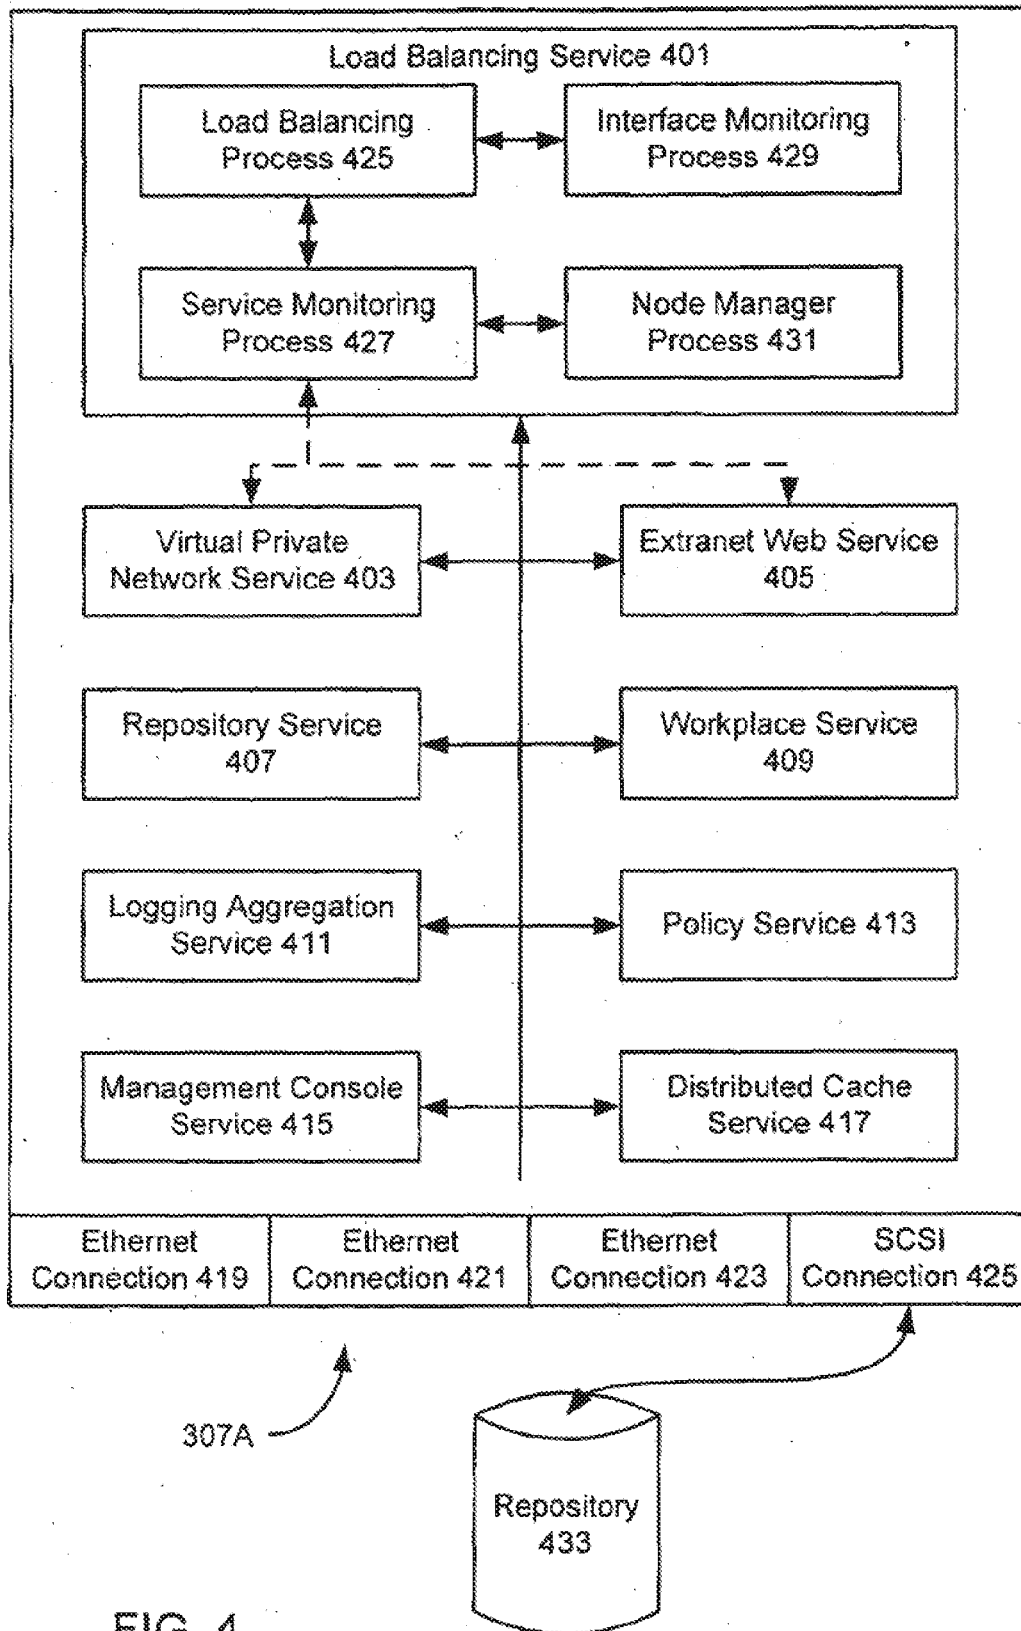 Load Balancing Service 401
Load Balancing
Process 425
Interface Monitoring
Process 429
Service Monitoring
Process 427
Node Manager
Process 431
Virtual Private
Network Service 403
Extranet Web Service
405
Repository Service
407
Workplace Service
409
Logging Aggregation
Service 411
Policy Service 413
Management Console
Service 415
Distributed Cache
Service 417
Ethernet
Connection 419
Ethernet
Connection 421
Ethernet
Connection 423
SCSI
Connection 425
307A
Repository
433
FIG. 4